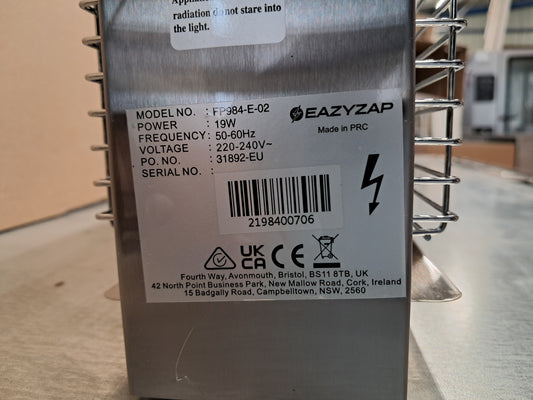 radiation do not stare into
the light.
MODEL NO. : FP984-E-02
POWER : 19W
FREQUENCY : 50-60Hz
VOLTAGE : 220-240V~
PO. NO. : 31892-EU
SERIAL NO. :
EAZYZAP
Made in PRC
2198400706
UK
CA CE
Fourth Way, Avonmouth, Bristol, BS11 8TB, UK
42 North Point Business Park, New Mallow Road, Cork, Ireland
15 Badgally Road, Campbelltown, NSW, 2560